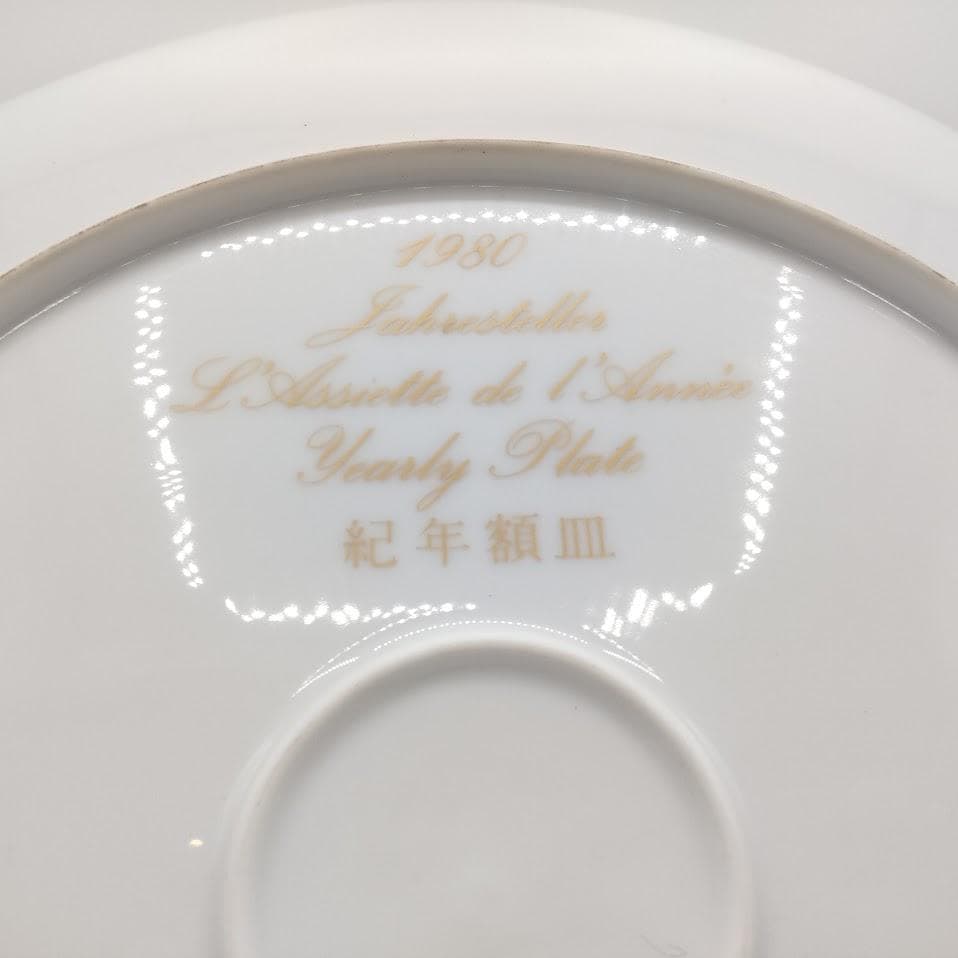 1980
Jahresteller
L'Assiette de l'Année
Yearly Plate
紀年額皿